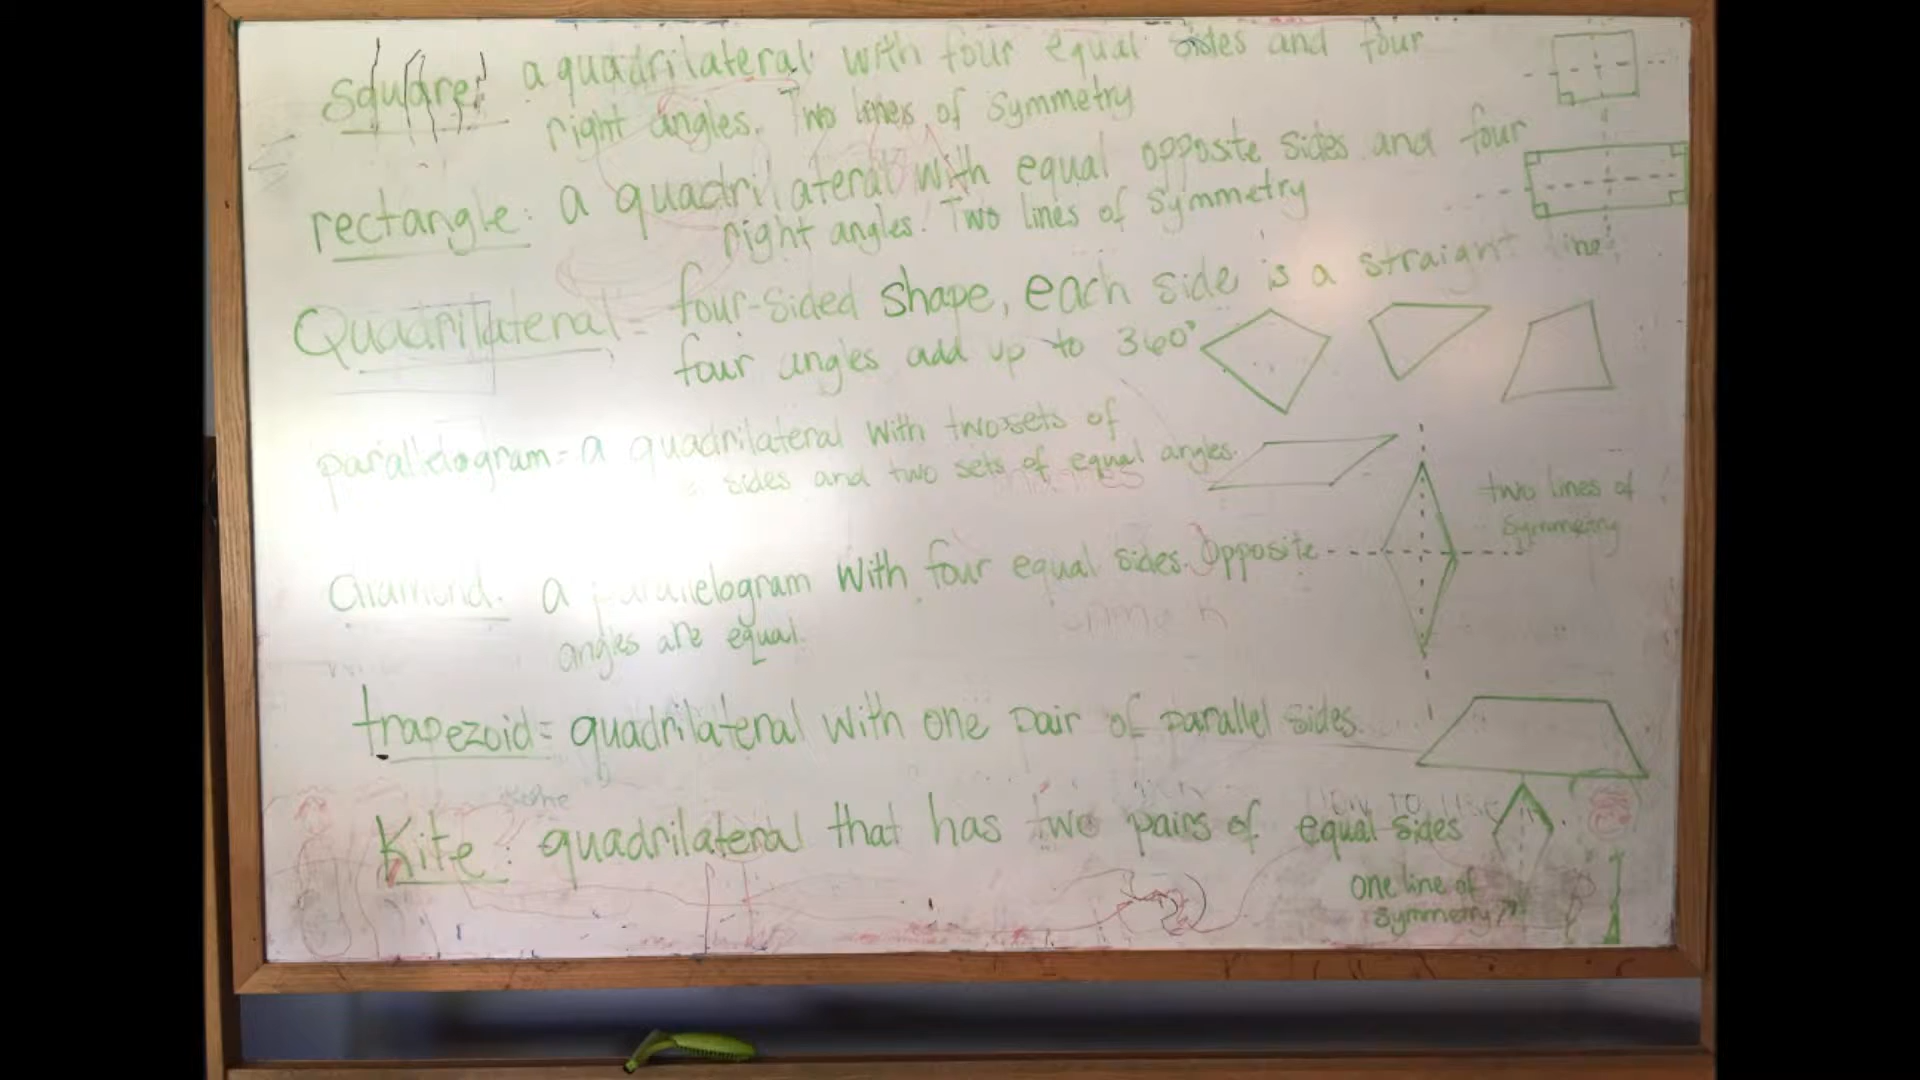 square: a quadrilateral with four equal sides and four
right angles. Two lines of symmetry
rectangle: a quadrilateral with equal opposite sides and four
right angles. Two lines of symmetry
Quadrilateral = four-sided shape, each side is a straight line.
four angles add up to 360°
parallelogram = a quadrilateral with two sets of
sides and two sets of equal angles.
two lines of
symmetry
diamond: a parallelogram with four equal sides. Opposite
angles are equal.
trapezoid = quadrilateral with one pair of parallel sides.
Kite: quadrilateral that has two pairs of equal sides
one line of
symmetry